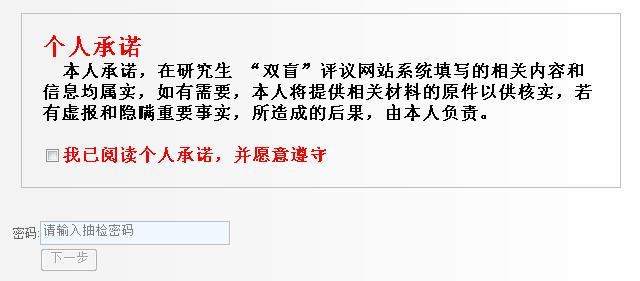 个人承诺
本人承诺，在研究生 “双盲”评议网站系统填写的相关内容和
信息均属实，如有需要，本人将提供相关材料的原件以供核实，若
有虚报和隐瞒重要事实，所造成的后果，由本人负责。
我已阅读个人承诺，并愿意遵守
密码:请输入抽检密码
下一步